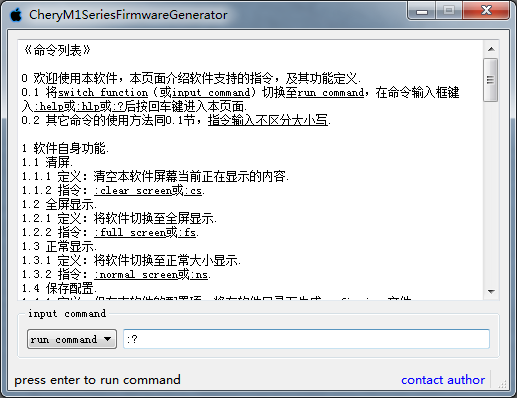 CheryM1SeriesFirmwareGenerator
《命令列表》
0 欢迎使用本软件，本页面介绍软件支持的指令，及其功能定义.
0.1 将switch function（或input command）切换至run command，在命令输入框键
入:help或:hlp或:?后按回车键进入本页面.
0.2 其它命令的使用方法同0.1节，指令输入不区分大小写.
1 软件自身功能.
1.1 清屏.
1.1.1 定义：清空本软件屏幕当前正在显示的内容.
1.1.2 指令：:clear screen或:cs.
1.2 全屏显示.
1.2.1 定义：将软件切换至全屏显示.
1.2.2 指令：:full screen或:fs.
1.3 正常显示.
1.3.1 定义：将软件切换至正常大小显示.
1.3.2 指令：:normal screen或:ns.
1.4 保存配置.
input command
run command
:?
press enter to run command
contact author